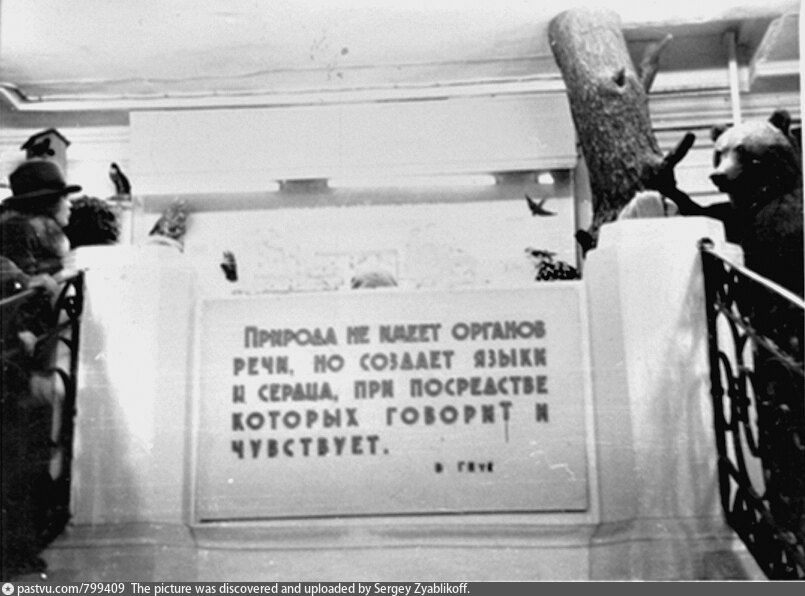 ПРИРОДА НЕ ИМЕЕТ ОРГАНОВ
РЕЧИ, НО СОЗДАЕТ ЯЗЫКИ
И СЕРДЦА, ПРИ ПОСРЕДСТВЕ
КОТОРЫХ ГОВОРИТ И
ЧУВСТВУЕТ.
pastvu.com/799409 The picture was discovered and uploaded by Sergey Zyablikoff.